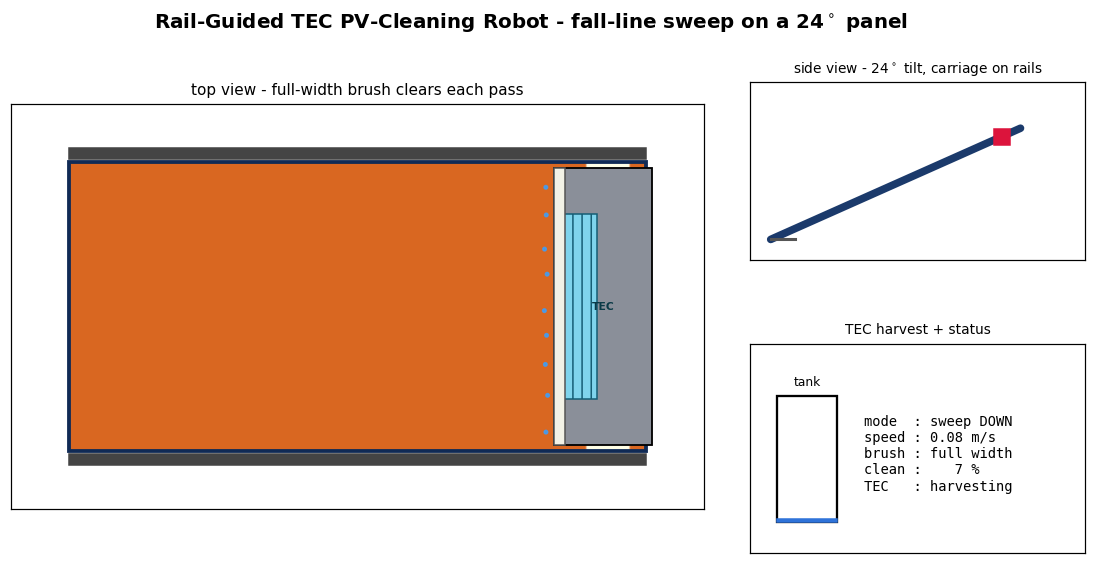 Rail-Guided TEC PV-Cleaning Robot - fall-line sweep on a 24° panel
top view - full-width brush clears each pass
TEC
side view - 24° tilt, carriage on rails
TEC harvest + status
tank
mode  : sweep DOWN
speed : 0.08 m/s
brush : full width
clean :    7 %
TEC   : harvesting